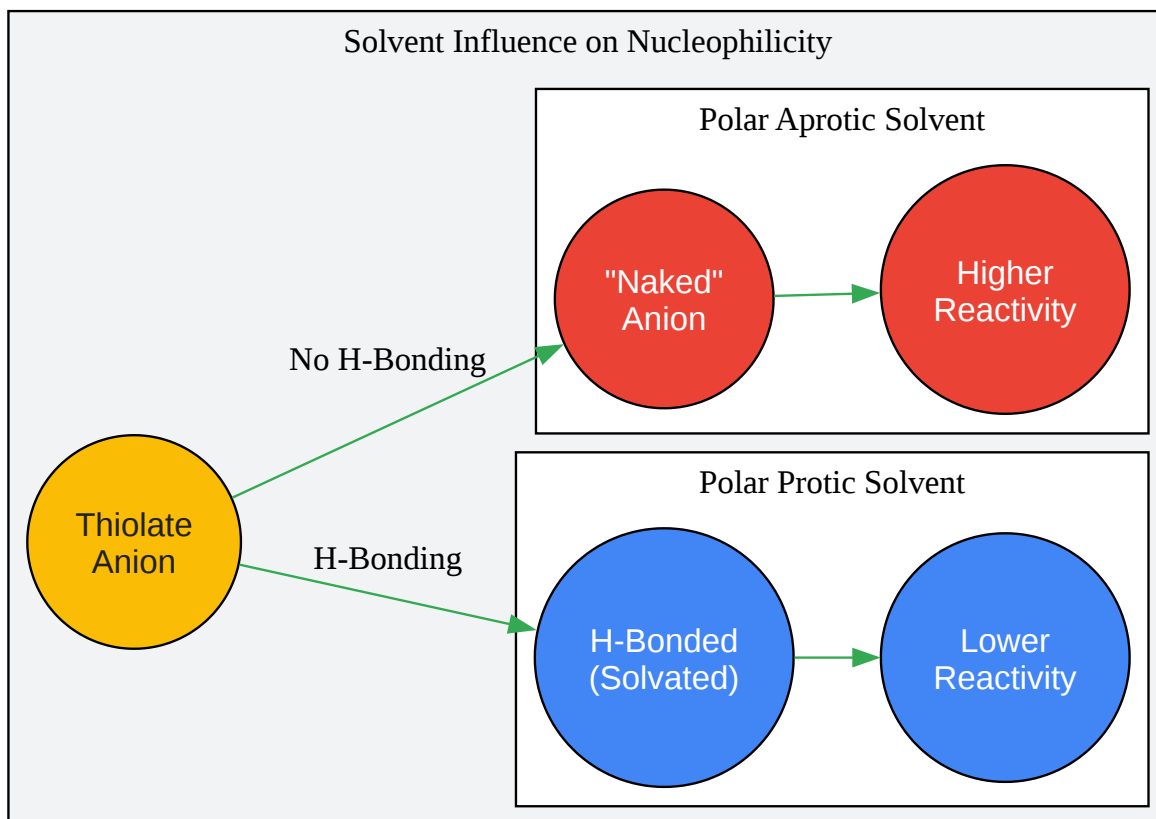 Solvent Influence on Nucleophilicity
Polar Aprotic Solvent
"Naked"
Anion
Higher
Reactivity
No H-Bonding
Thiolate
Anion
H-Bonding
Polar Protic Solvent
H-Bonded
(Solvated)
Lower
Reactivity